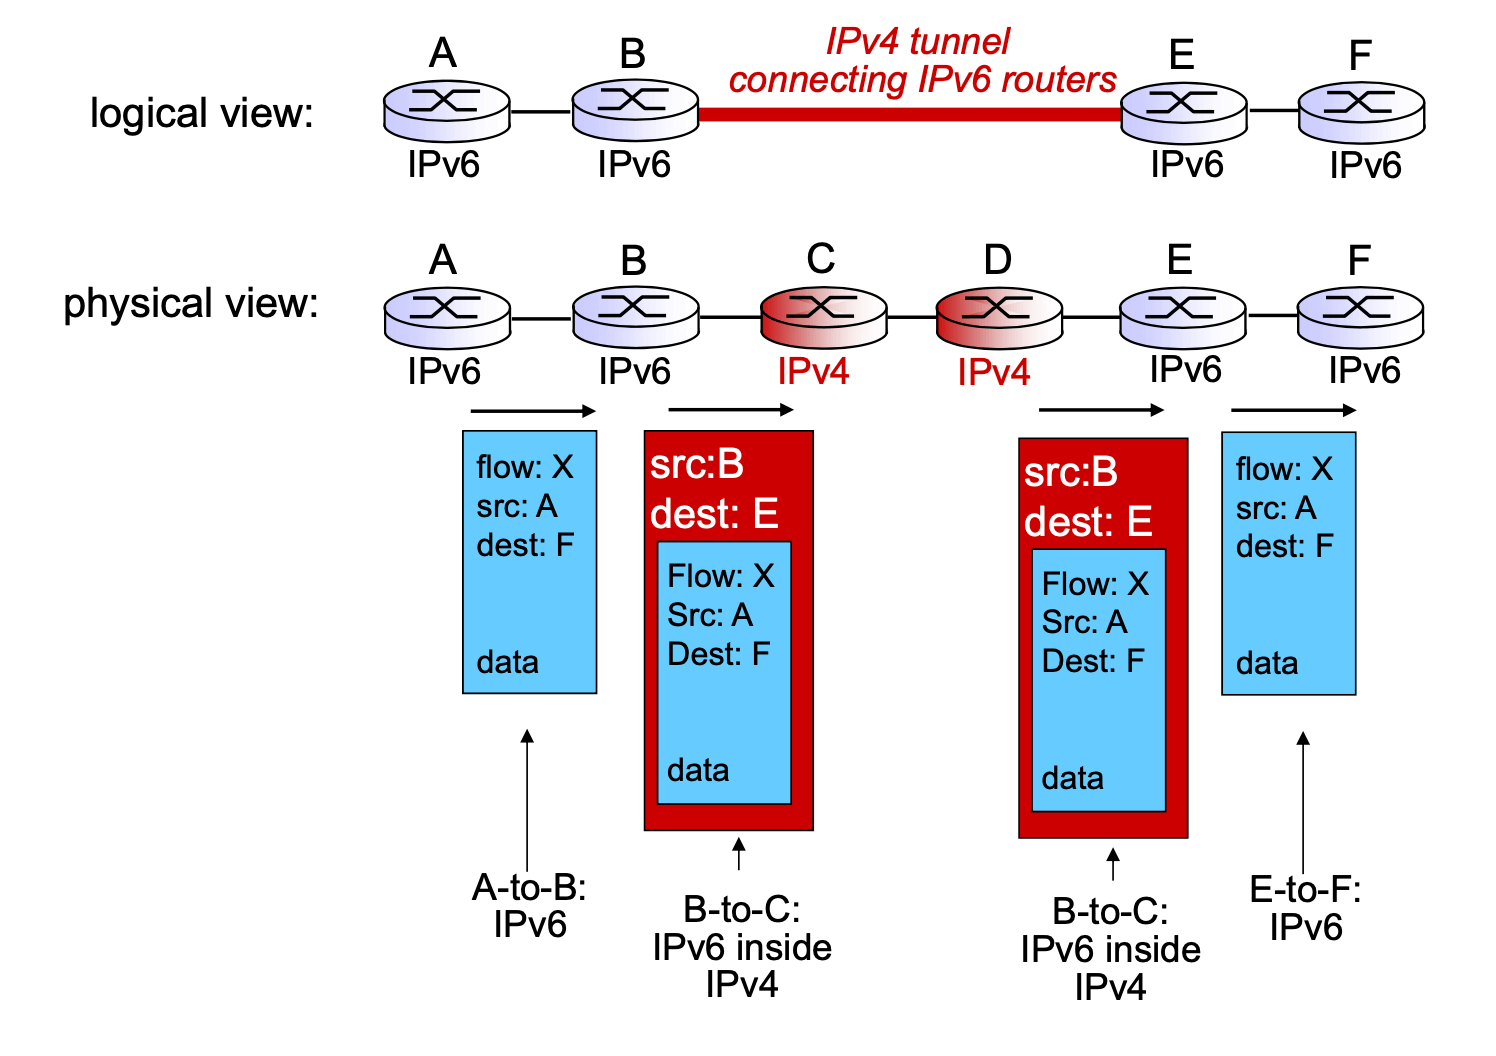 A
B
IPv4 tunnel
connecting IPv6 routers
E
F
logical view:
IPv6
IPv6
IPv6
IPv6
A
B
C
D
E
F
physical view:
IPv6
IPv6
IPv4
IPv4
IPv6
IPv6
flow: X
src: A
dest: F
data
src:B
dest: E
Flow: X
Src: A
Dest: F
data
src:B
dest: E
Flow: X
Src: A
Dest: F
data
flow: X
src: A
dest: F
data
A-to-B:
IPv6
B-to-C:
IPv6 inside
IPv4
B-to-C:
IPv6 inside
IPv4
E-to-F:
IPv6